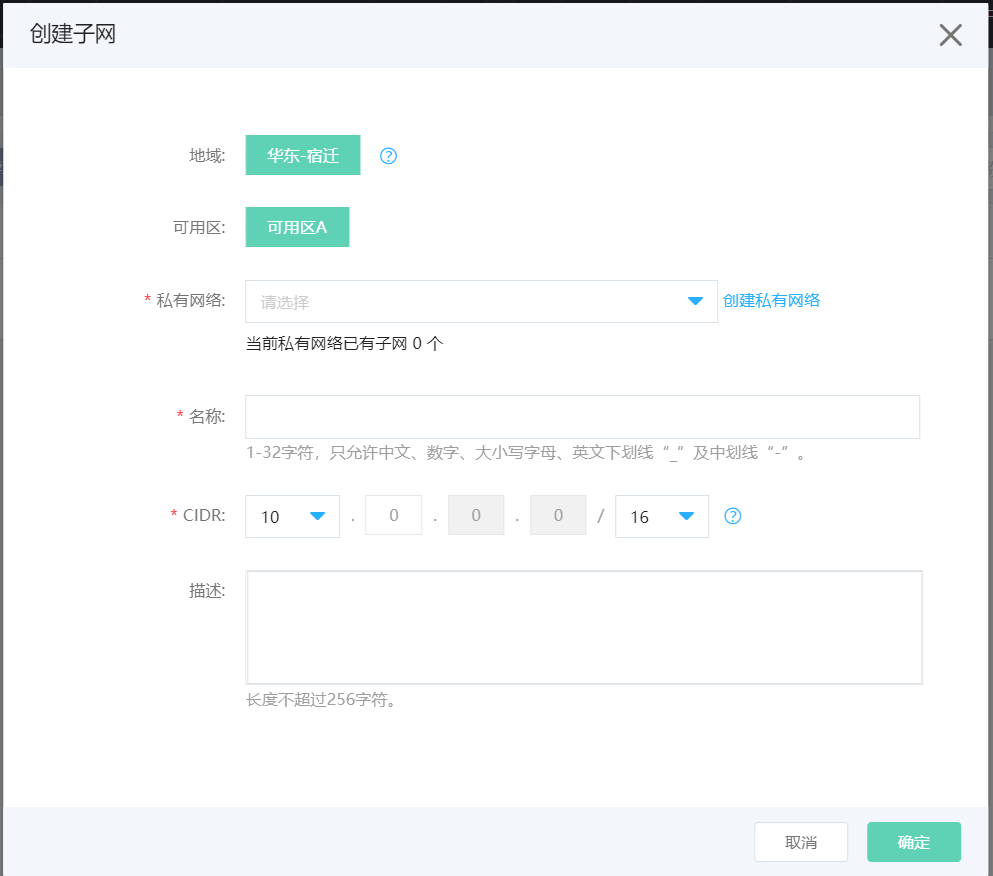 创建子网
地域: 华东-宿迁
可用区: 可用区A
* 私有网络: 请选择 创建私有网络
当前私有网络已有子网 0 个
* 名称:
1-32字符，只允许中文、数字、大小写字母、英文下划线“_”及中划线“-”。
* CIDR: 10 . 0 . 0 . 0 / 16
描述:
长度不超过256字符。
取消 确定